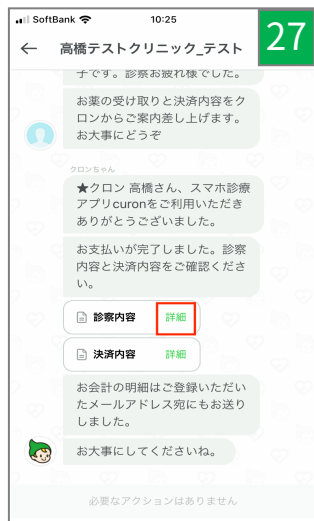 SoftBank 10:25
27
← 高橋テストクリニック_テスト
子です。診察お疲れ様でした。
お薬の受け取りと決済内容をク
ロンからご案内差し上げます。
お大事にどうぞ
クロンちゃん
★クロン 高橋さん、スマホ診療
アプリcuronをご利用いただき
ありがとうございました。
お支払いが完了しました。診察
内容と決済内容をご確認くださ
い。
診察内容 詳細
決済内容 詳細
お会計の明細はご登録いただい
たメールアドレス宛にもお送り
しました。
お大事にしてくださいね。
必要なアクションはありません